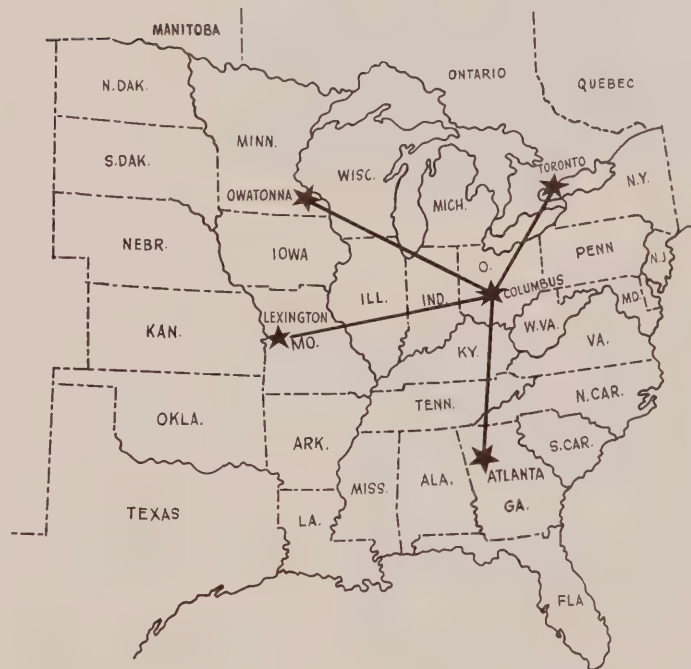 MANITOBA
ONTARIO
QUEBEC
N. DAK.
MINN.
S. DAK.
WISC.
MICH.
TORONTO
N.Y.
OWATONNA
NEBR.
IOWA
ILL.
IND.
O.
PENN
N.J.
COLUMBUS
MD.
LEXINGTON
KAN.
MO.
W.VA.
VA.
KY.
TENN.
N.CAR.
OKLA.
ARK.
S.CAR.
MISS.
ALA.
ATLANTA
GA.
TEXAS
LA.
FLA